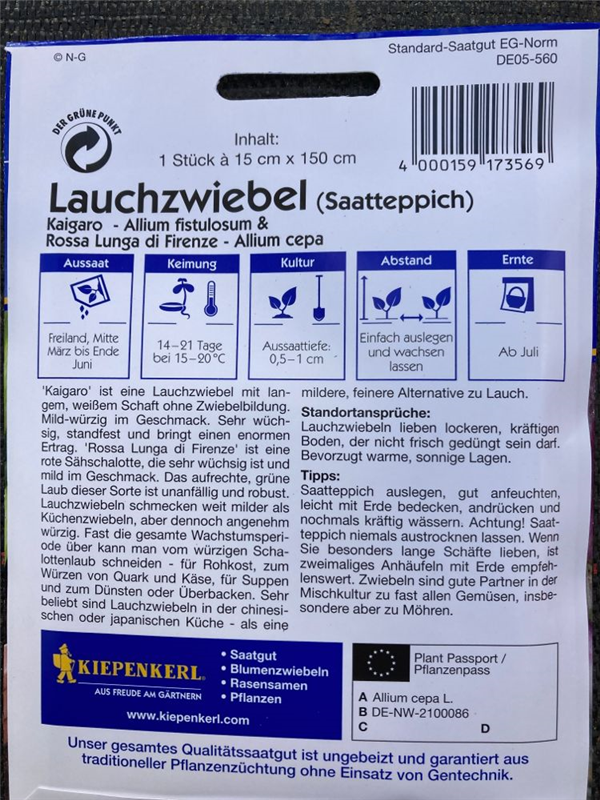 © N-G
Standard-Saatgut EG-Norm
DE05-560
DER GRÜNE PUNKT
Inhalt:
1 Stück à 15 cm x 150 cm
4 000159 173569
Lauchzwiebel (Saatteppich)
Kaigaro - Allium fistulosum &
Rossa Lunga di Firenze - Allium cepa
Aussaat
Freiland, Mitte
März bis Ende
Juni
Keimung
14-21 Tage
bei 15-20°C
Kultur
Aussaattiefe:
0,5-1 cm
Abstand
Einfach auslegen
und wachsen
lassen
Ernte
Ab Juli
'Kaigaro' ist eine Lauchzwiebel mit lan-
gem, weißem Schaft ohne Zwiebelbildung.
Mild-würzig im Geschmack. Sehr wüch-
sig, standfest und bringt einen enormen
Ertrag. 'Rossa Lunga di Firenze' ist eine
rote Sähschalotte, die sehr wüchsig ist und
mild im Geschmack. Das aufrechte, grüne
Laub dieser Sorte ist unanfällig und robust.
Lauchzwiebeln schmecken weit milder als
Küchenzwiebeln, aber dennoch angenehm
würzig. Fast die gesamte Wachstumsperi-
ode über kann man vom würzigen Scha-
lottenlaub schneiden - für Rohkost, zum
Würzen von Quark und Käse, für Suppen
und zum Dünsten oder Überbacken. Sehr
beliebt sind Lauchzwiebeln in der chinesi-
schen oder japanischen Küche - als eine
mildere, feinere Alternative zu Lauch.
Standortansprüche:
Lauchzwiebeln lieben lockeren, kräftigen
Boden, der nicht frisch gedüngt sein darf.
Bevorzugt warme, sonnige Lagen.
Tipps:
Saatteppich auslegen, gut anfeuchten,
leicht mit Erde bedecken, andrücken und
nochmals kräftig wässern. Achtung! Saat-
teppich niemals austrocknen lassen. Wenn
Sie besonders lange Schäfte lieben, ist
zweimaliges Anhäufeln mit Erde empfeh-
lenswert. Zwiebeln sind gute Partner in der
Mischkultur zu fast allen Gemüsen, insbe-
sondere aber zu Möhren.
KIEPENKERL
AUS FREUDE AM GÄRTNERN
www.kiepenkerl.com
• Saatgut
• Blumenzwiebeln
• Rasensamen
• Pflanzen
Plant Passport /
Pflanzenpass
A Allium cepa L.
B DE-NW-2100086
C D
Unser gesamtes Qualitätssaatgut ist ungebeizt und garantiert aus
traditioneller Pflanzenzüchtung ohne Einsatz von Gentechnik.